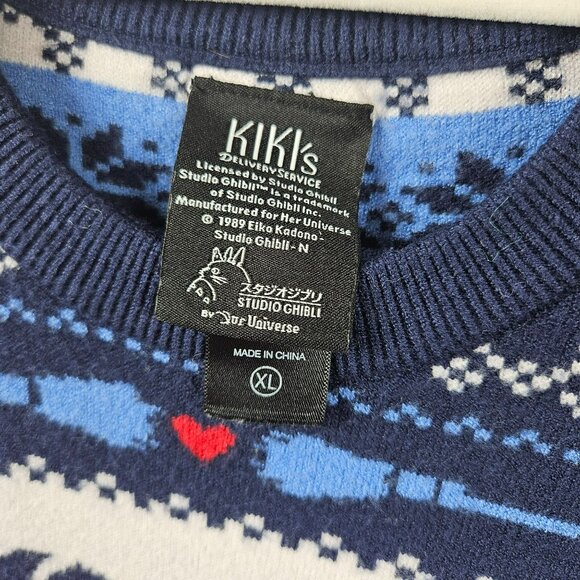 KIKI's
DELIVERY SERVICE
Licensed by Studio Ghibli
Studio Ghibli™ is a trademark
of Studio Ghibli Inc.
Manufactured for Her Universe
© 1989 Eiko Kadono -
Studio Ghibli - N
スタジオジブリ
STUDIO GHIBLI
BY Her Universe
MADE IN CHINA
XL